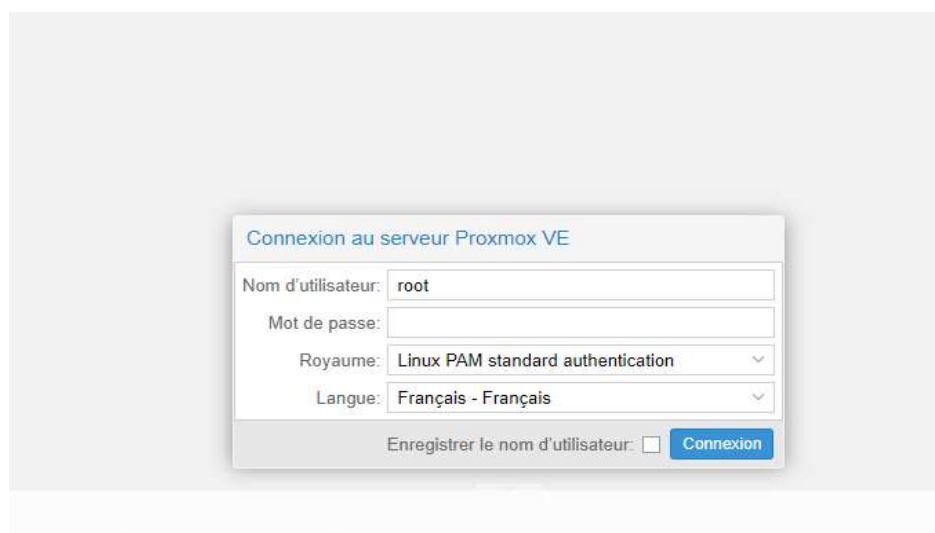 Connexion au serveur Proxmox VE
Nom d’utilisateur: root
Mot de passe:
Royaume: Linux PAM standard authentication
Langue: Français - Français
Enregistrer le nom d’utilisateur: Connexion